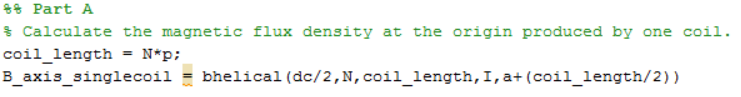 %% Part A
% Calculate the magnetic flux density at the origin produced by one coil.
coil_length = N*p;
B_axis_singlecoil = bhelical(dc/2,N,coil_length,I,a+(coil_length/2))